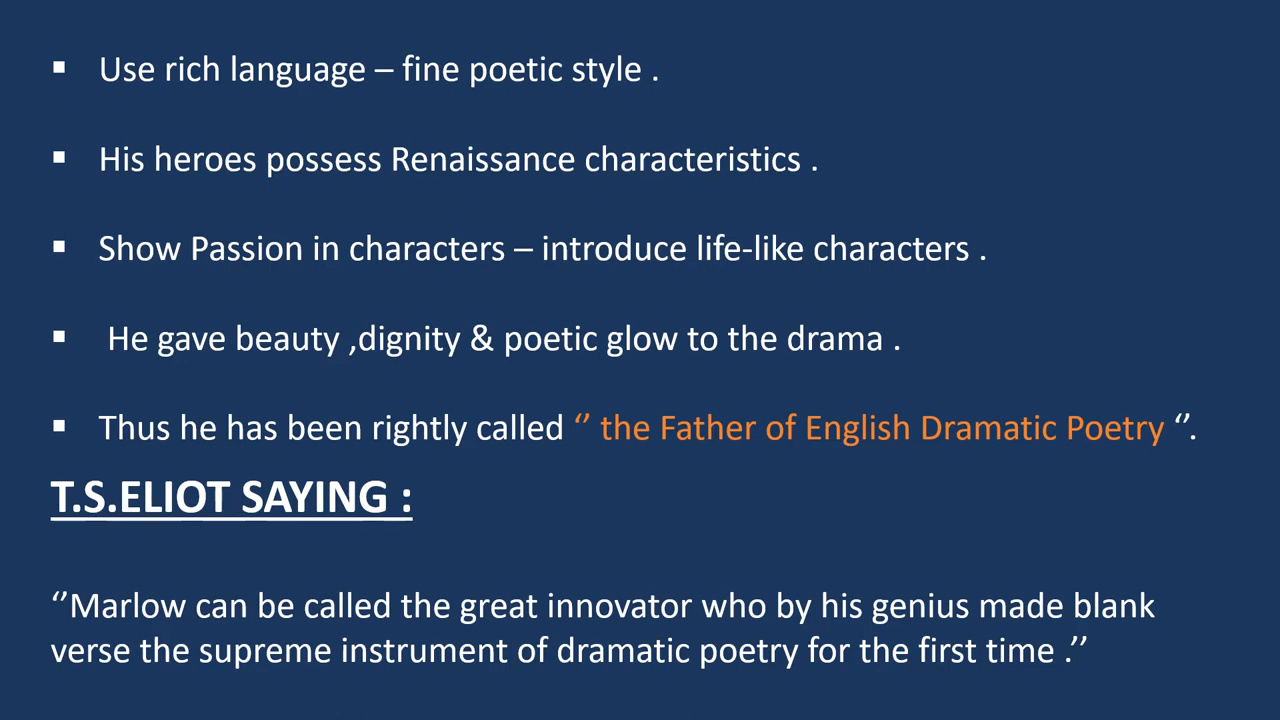 ▪ Use rich language – fine poetic style .
▪ His heroes possess Renaissance characteristics .
▪ Show Passion in characters – introduce life-like characters .
▪ He gave beauty ,dignity & poetic glow to the drama .
▪ Thus he has been rightly called ‘’ the Father of English Dramatic Poetry ‘’.
T.S.ELIOT SAYING :
‘’Marlow can be called the great innovator who by his genius made blank
verse the supreme instrument of dramatic poetry for the first time .’’